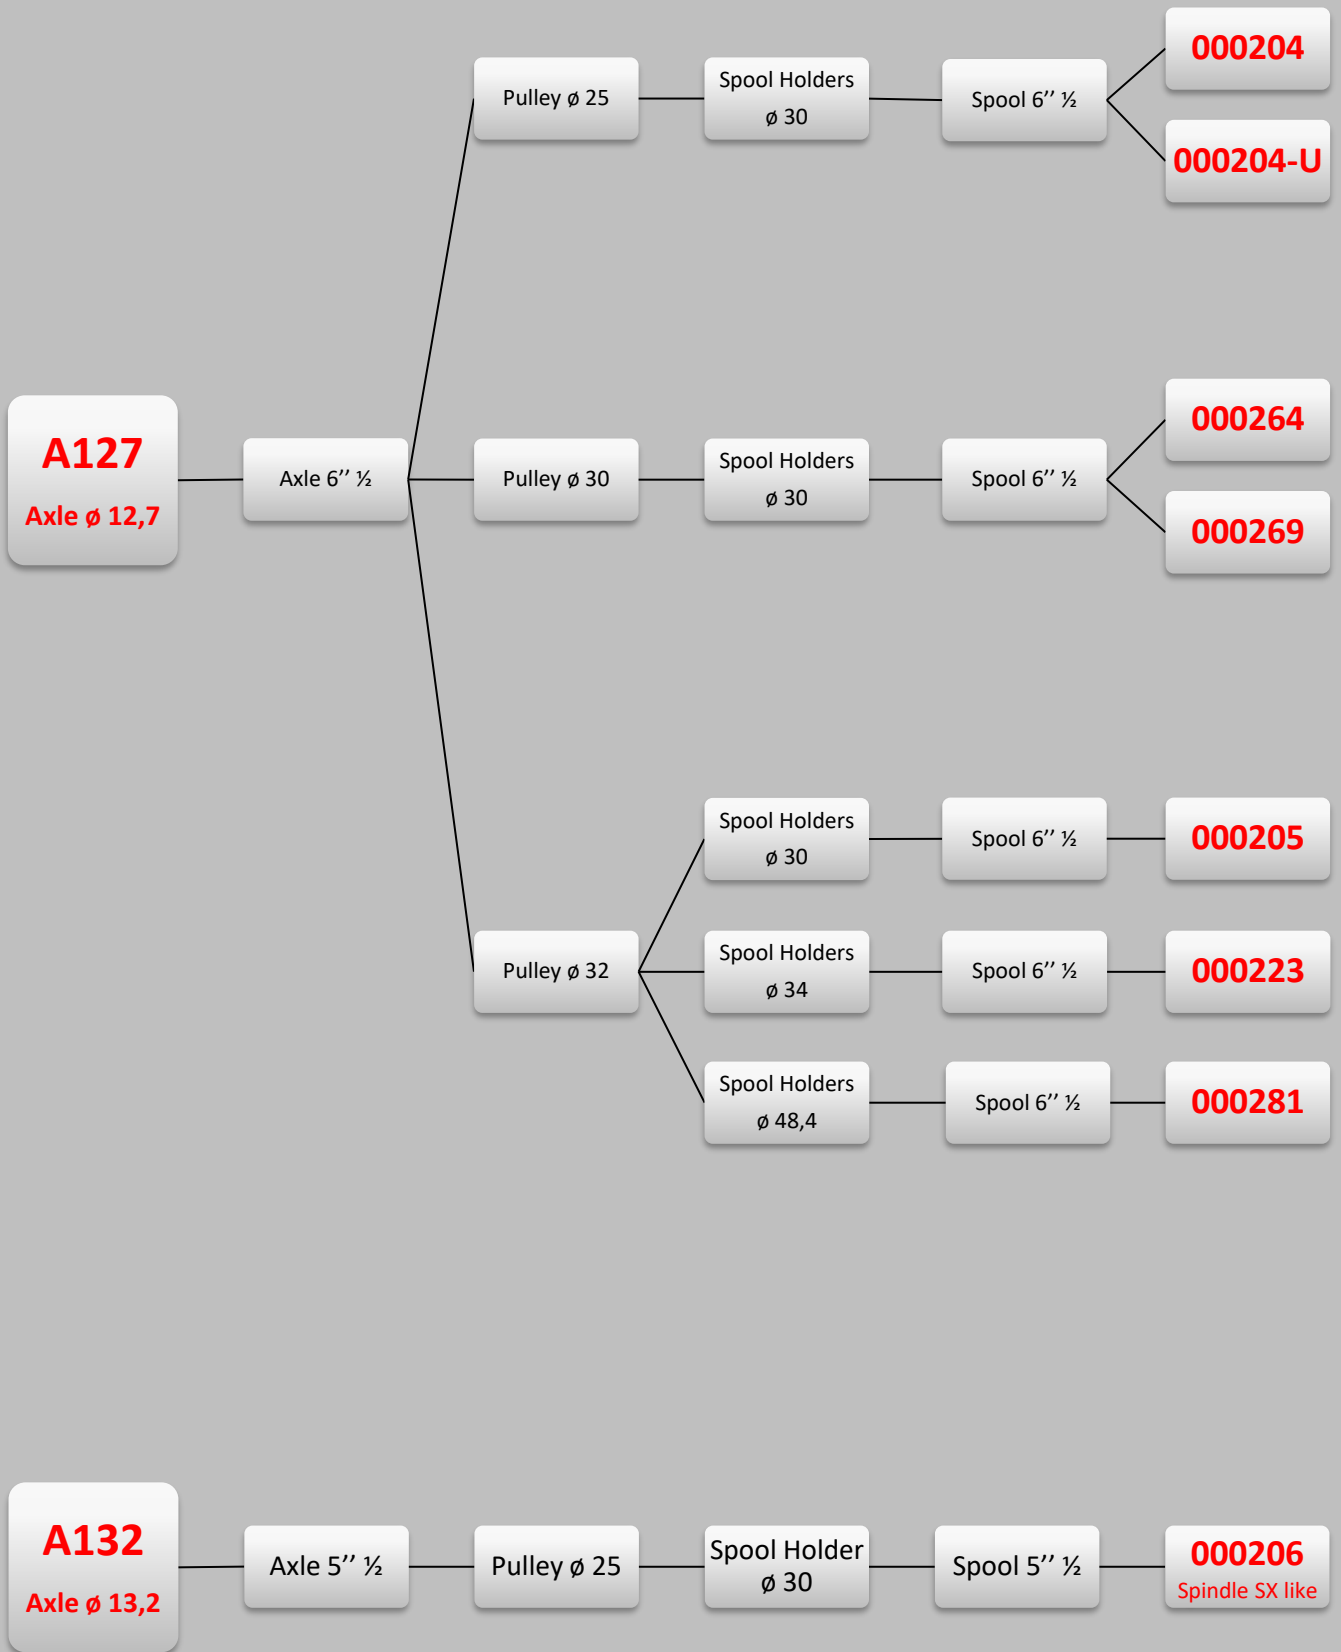 000204
Pulley ø 25
Spool Holders
ø 30
Spool 6’’ ½
000204-U
A127
Axle ø 12,7
Axle 6’’ ½
Pulley ø 30
Spool Holders
ø 30
Spool 6’’ ½
000264
000269
Spool Holders
ø 30
Spool 6’’ ½
000205
Pulley ø 32
Spool Holders
ø 34
Spool 6’’ ½
000223
Spool Holders
ø 48,4
Spool 6’’ ½
000281
A132
Axle ø 13,2
Axle 5’’ ½
Pulley ø 25
Spool Holder
ø 30
Spool 5’’ ½
000206
Spindle SX like